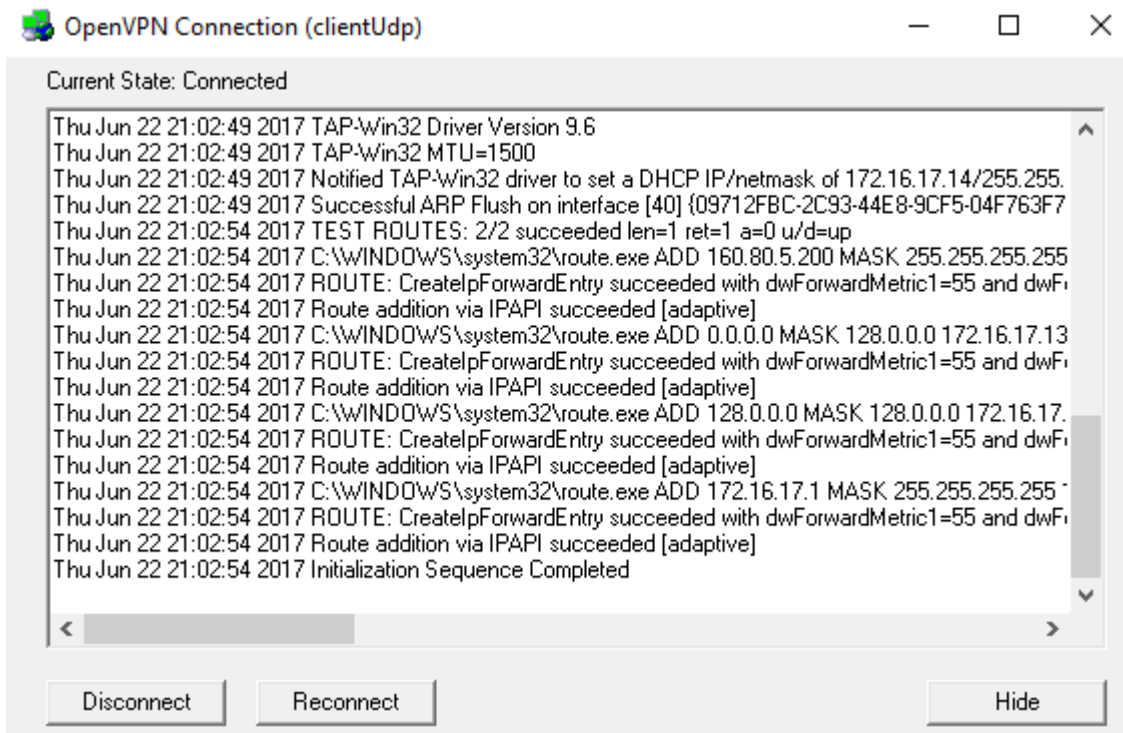 OpenVPN Connection (clientUdp)
Current State: Connected
Thu Jun 22 21:02:49 2017 TAP-Win32 Driver Version 9.6
Thu Jun 22 21:02:49 2017 TAP-Win32 MTU=1500
Thu Jun 22 21:02:49 2017 Notified TAP-Win32 driver to set a DHCP IP/netmask of 172.16.17.14/255.255.
Thu Jun 22 21:02:49 2017 Successful ARP Flush on interface [40] {09712FBC-2C93-44E8-9CF5-04F763F7
Thu Jun 22 21:02:54 2017 TEST ROUTES: 2/2 succeeded len=1 ret=1 a=0 u/d=up
Thu Jun 22 21:02:54 2017 C:\WINDOWS\system32\route.exe ADD 160.80.5.200 MASK 255.255.255.255
Thu Jun 22 21:02:54 2017 ROUTE: CreateIpForwardEntry succeeded with dwForwardMetric1=55 and dwF
Thu Jun 22 21:02:54 2017 Route addition via IPAPI succeeded [adaptive]
Thu Jun 22 21:02:54 2017 C:\WINDOWS\system32\route.exe ADD 0.0.0.0 MASK 128.0.0.0 172.16.17.13
Thu Jun 22 21:02:54 2017 ROUTE: CreateIpForwardEntry succeeded with dwForwardMetric1=55 and dwF
Thu Jun 22 21:02:54 2017 Route addition via IPAPI succeeded [adaptive]
Thu Jun 22 21:02:54 2017 C:\WINDOWS\system32\route.exe ADD 128.0.0.0 MASK 128.0.0.0 172.16.17.
Thu Jun 22 21:02:54 2017 ROUTE: CreateIpForwardEntry succeeded with dwForwardMetric1=55 and dwF
Thu Jun 22 21:02:54 2017 Route addition via IPAPI succeeded [adaptive]
Thu Jun 22 21:02:54 2017 C:\WINDOWS\system32\route.exe ADD 172.16.17.1 MASK 255.255.255.255
Thu Jun 22 21:02:54 2017 ROUTE: CreateIpForwardEntry succeeded with dwForwardMetric1=55 and dwF
Thu Jun 22 21:02:54 2017 Route addition via IPAPI succeeded [adaptive]
Thu Jun 22 21:02:54 2017 Initialization Sequence Completed
Disconnect
Reconnect
Hide